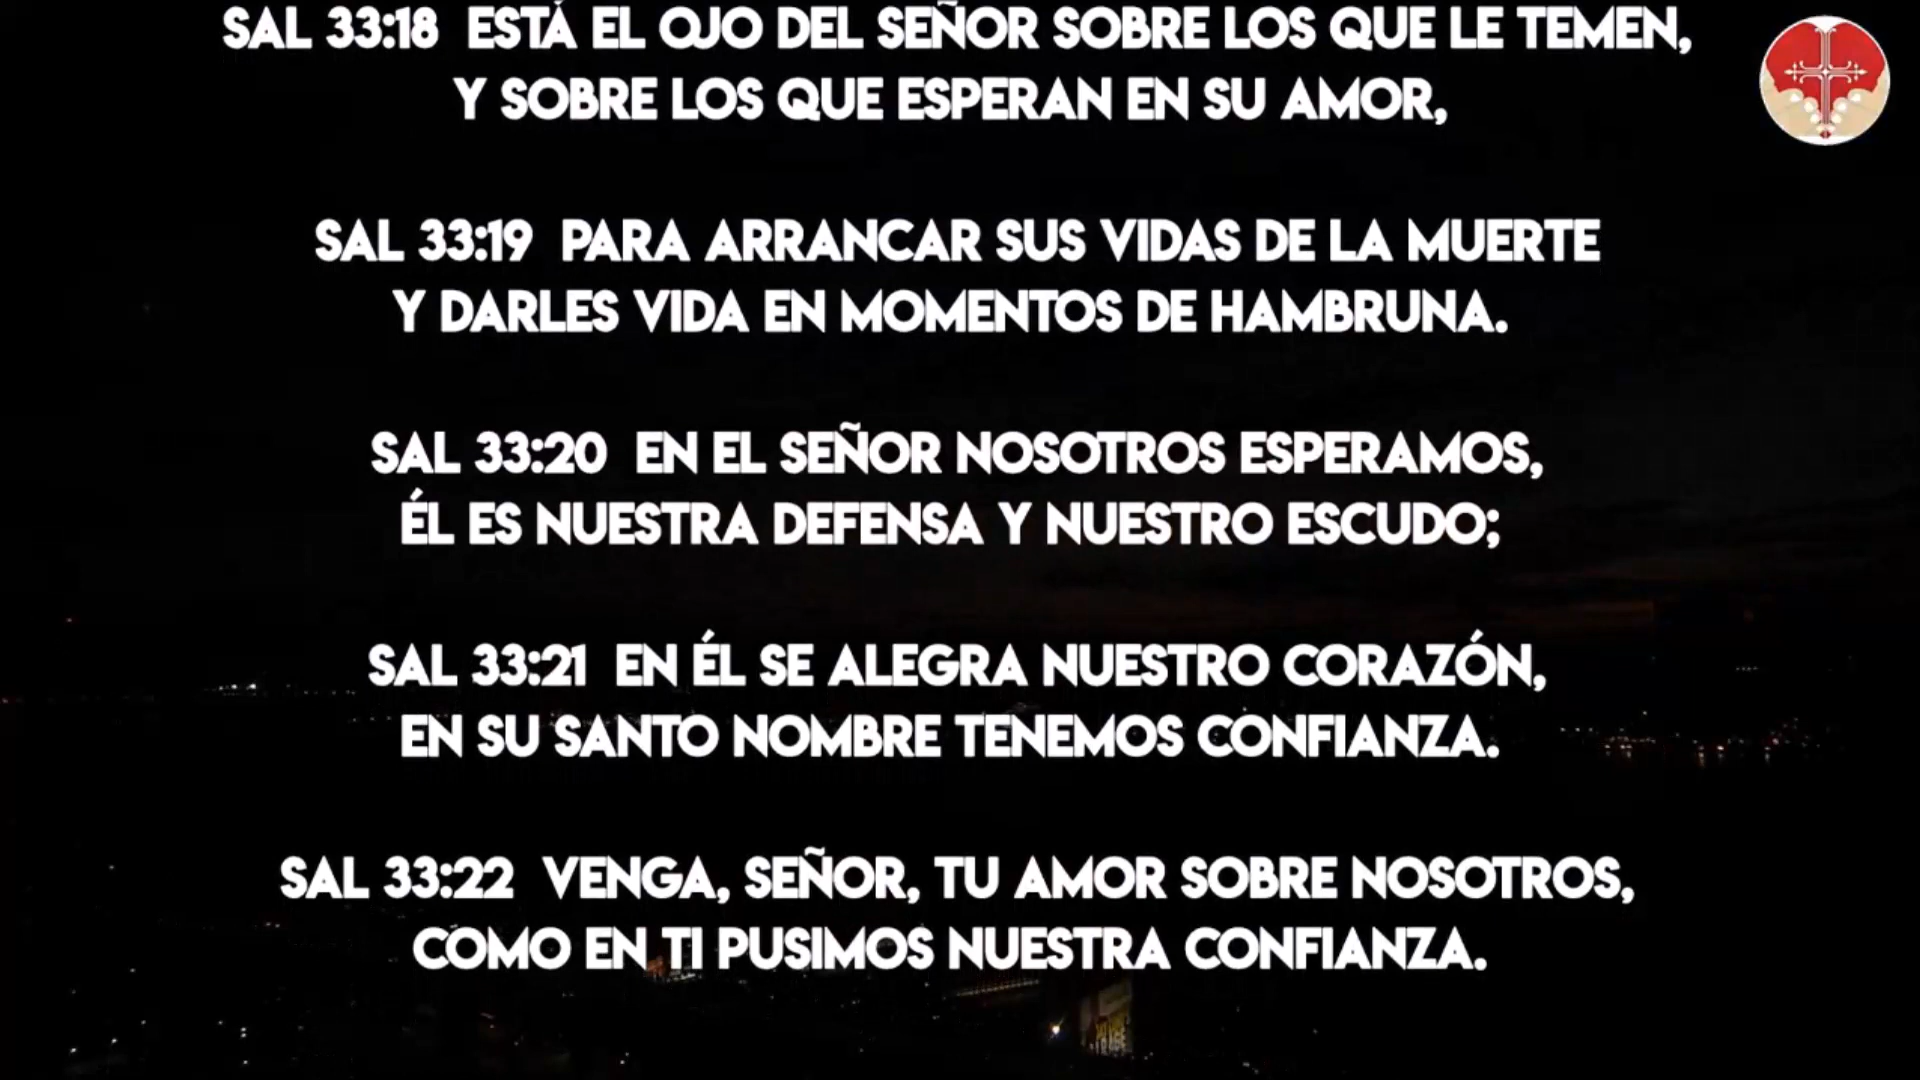 SAL 33:18 ESTÁ EL OJO DEL SEÑOR SOBRE LOS QUE LE TEMEN,
Y SOBRE LOS QUE ESPERAN EN SU AMOR,
SAL 33:19 PARA ARRANCAR SUS VIDAS DE LA MUERTE
Y DARLES VIDA EN MOMENTOS DE HAMBRUNA.
SAL 33:20 EN EL SEÑOR NOSOTROS ESPERAMOS,
ÉL ES NUESTRA DEFENSA Y NUESTRO ESCUDO;
SAL 33:21 EN ÉL SE ALEGRA NUESTRO CORAZÓN,
EN SU SANTO NOMBRE TENEMOS CONFIANZA.
SAL 33:22 VENGA, SEÑOR, TU AMOR SOBRE NOSOTROS,
COMO EN TI PUSIMOS NUESTRA CONFIANZA.